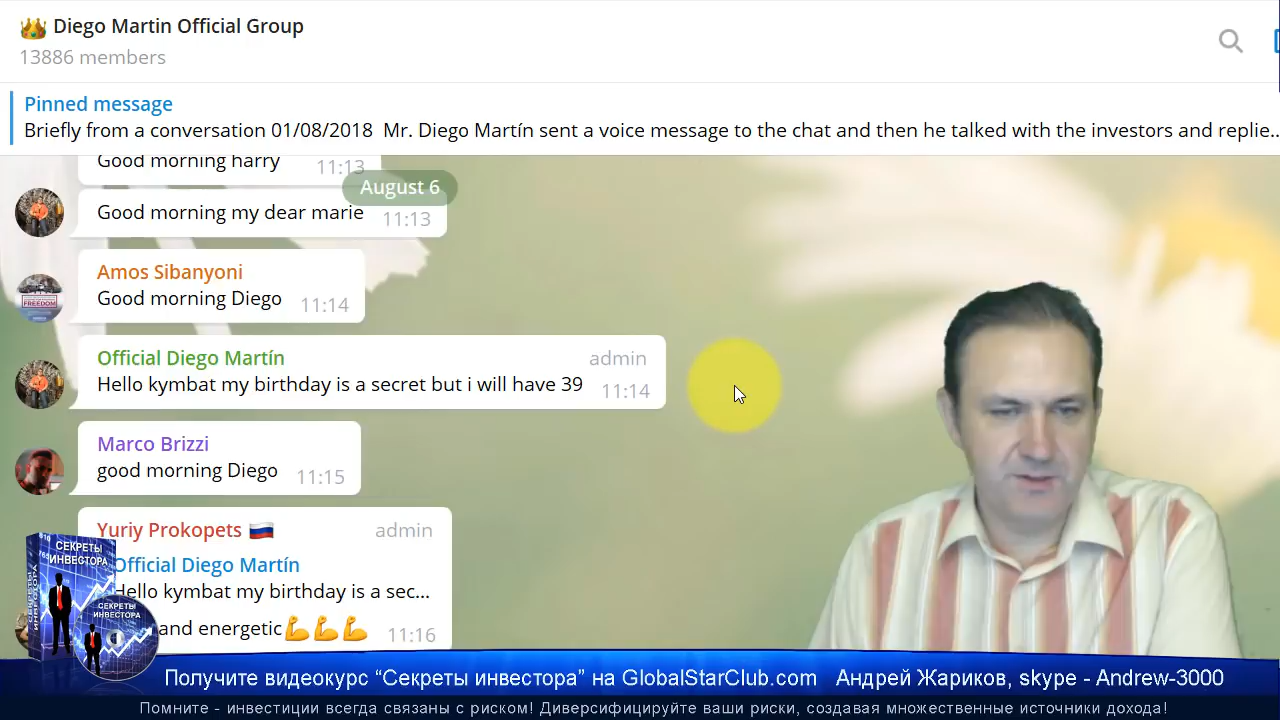 👑 Diego Martin Official Group
13886 members
Pinned message
Briefly from a conversation 01/08/2018 Mr. Diego Martín sent a voice message to the chat and then he talked with the investors and replie...
Good morning harry 11:13
August 6
Good morning my dear marie 11:13
Amos Sibanyoni
Good morning Diego 11:14
FREEDOM
Official Diego Martín admin
Hello kymbat my birthday is a secret but i will have 39 11:14
Marco Brizzi
good morning Diego 11:15
Yuriy Prokopets 🇷🇺 admin
Official Diego Martín
Hello kymbat my birthday is a sec...
and energetic💪💪💪 11:16
СЕКРЕТЫ
ИНВЕСТОРА
СЕКРЕТЫ
ИНВЕСТОРА
Получите видеокурс “Секреты инвестора” на GlobalStarClub.com Андрей Жариков, skype - Andrew-3000
Помните - инвестиции всегда связаны с риском! Диверсифицируйте ваши риски, создавая множественные источники дохода!